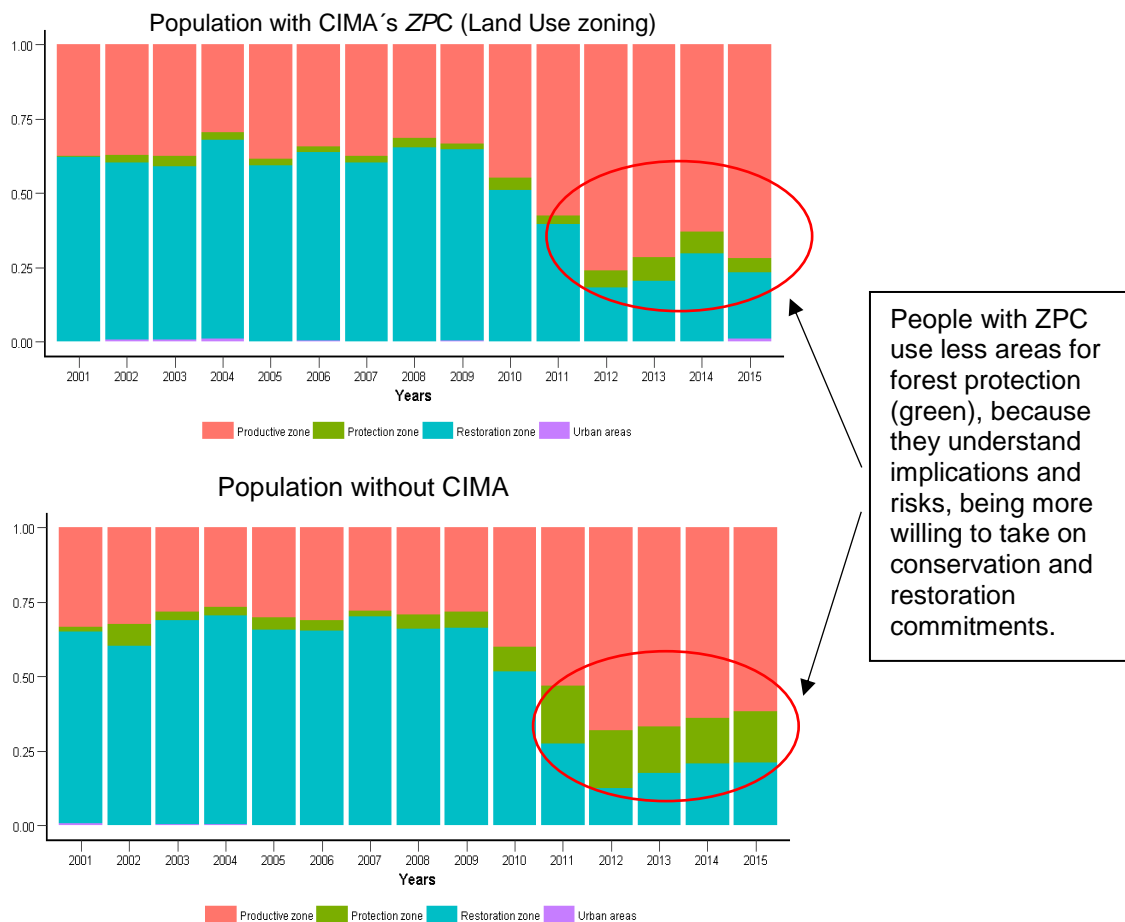 Population with CIMA´s ZPC (Land Use zoning)
1.00
0.75
0.50
0.25
0.00
2001 2002 2003 2004 2005 2006 2007 2008 2009 2010 2011 2012 2013 2014 2015
Years
Productive zone Protection zone Restoration zone Urban areas
People with ZPC
use less areas for
forest protection
(green), because
they understand
implications and
risks, being more
willing to take on
conservation and
restoration
commitments.
Population without CIMA
1.00
0.75
0.50
0.25
0.00
2001 2002 2003 2004 2005 2006 2007 2008 2009 2010 2011 2012 2013 2014 2015
Years
Productive zone Protection zone Restoration zone Urban areas